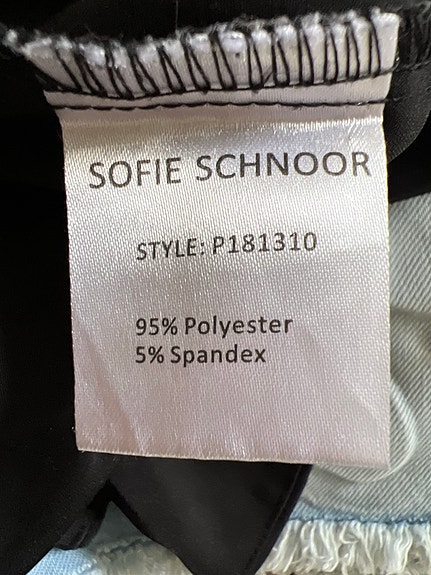 SOFIE SCHNOOR
STYLE: P181310
95% Polyester
5% Spandex